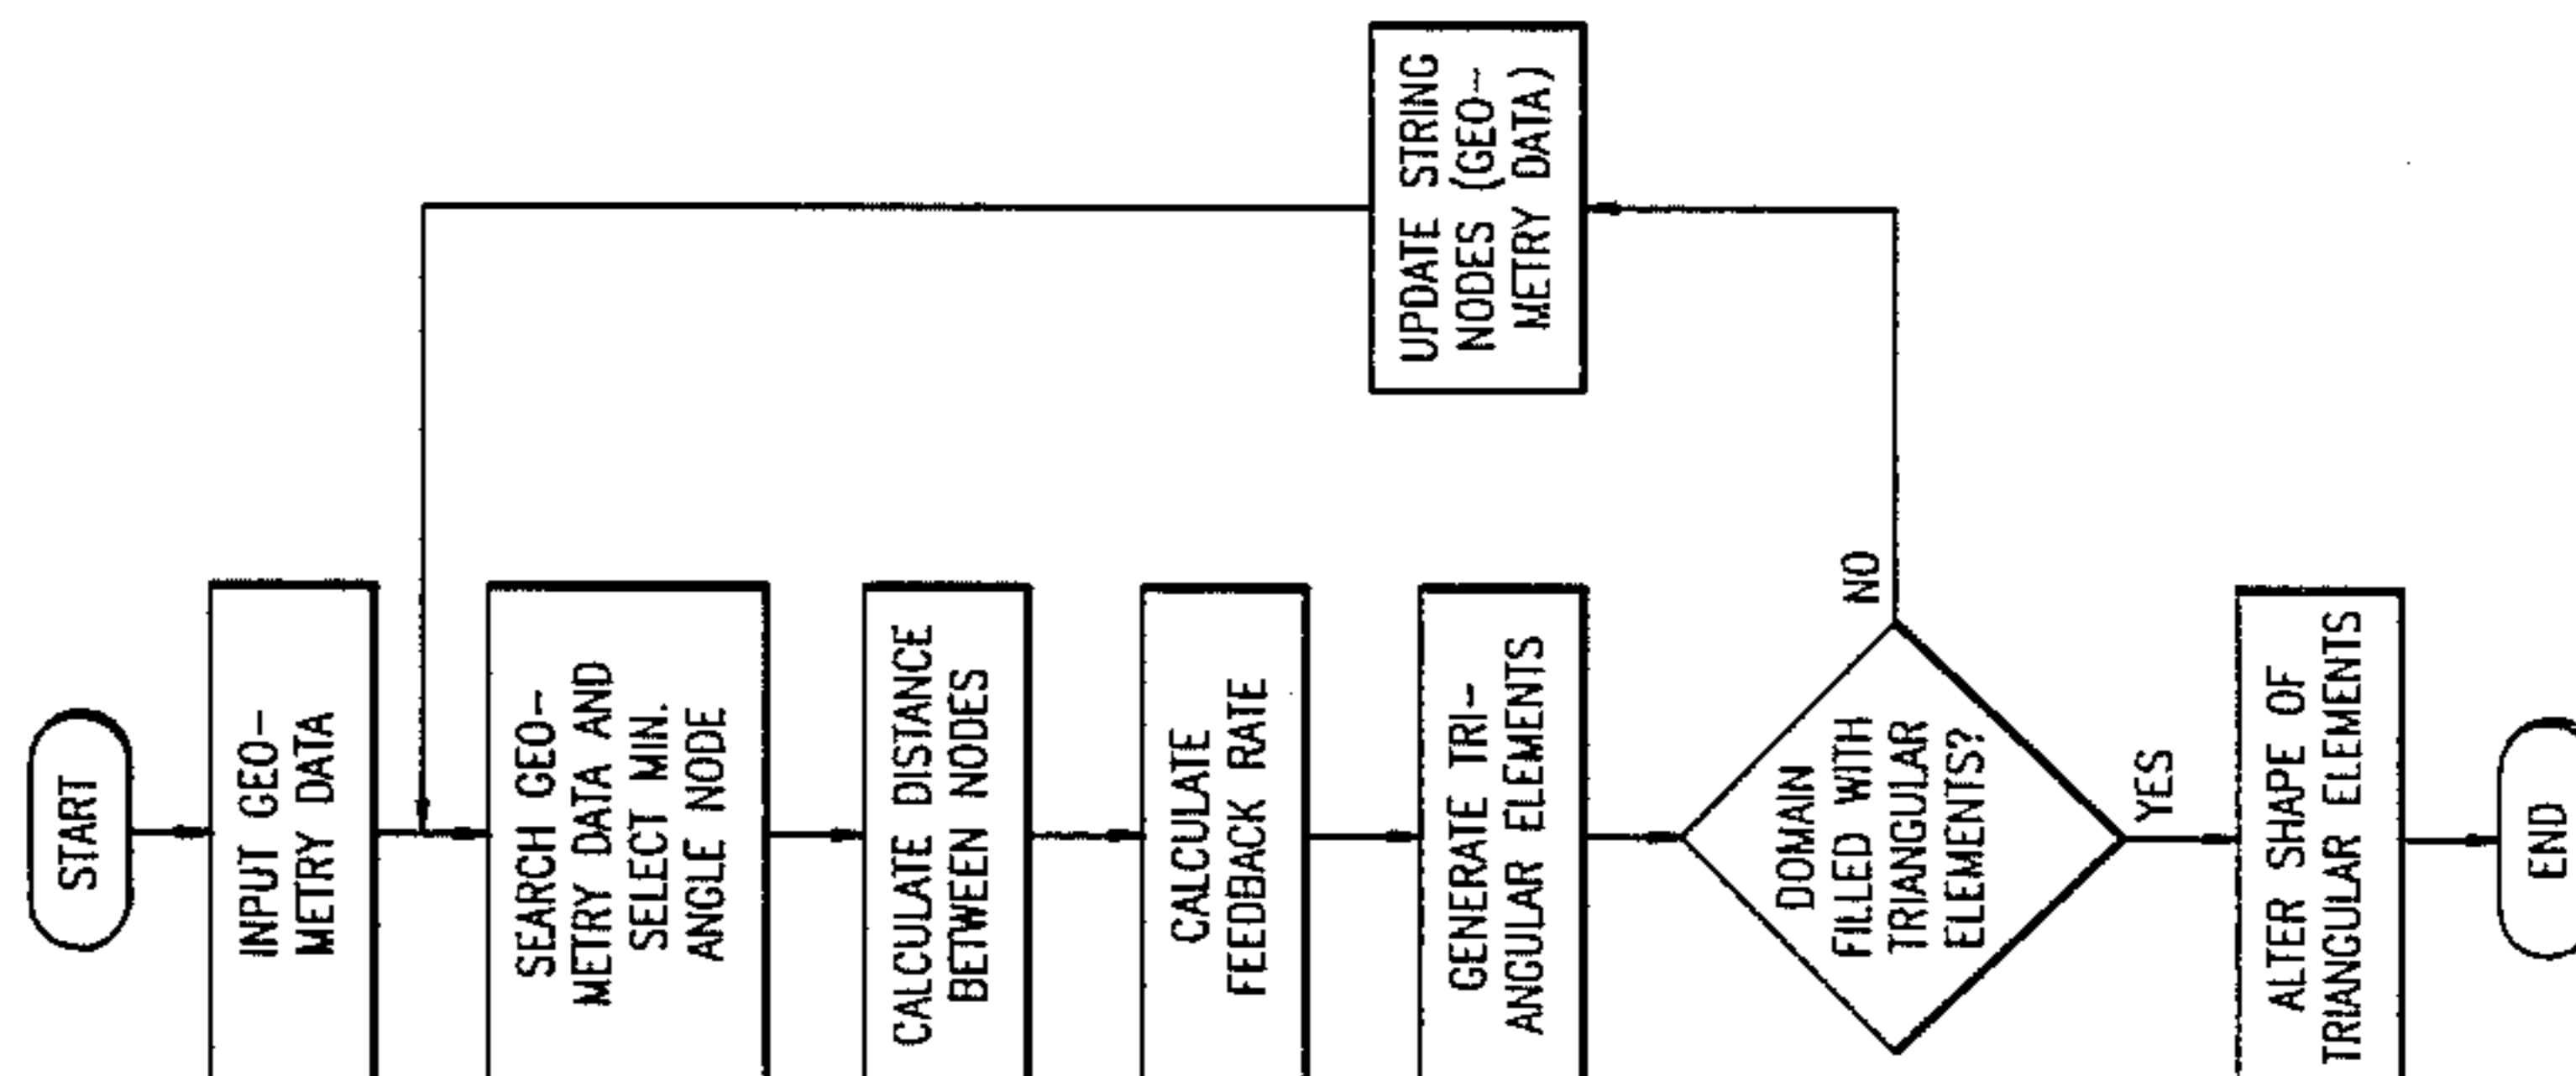 START
INPUT GEO-
METRY DATA
SEARCH GEO-
METRY DATA AND
SELECT MIN.
ANGLE NODE
CALCULATE DISTANCE
BETWEEN NODES
CALCULATE
FEEDBACK RATE
GENERATE TRI-
ANGULAR ELEMENTS
DOMAIN
FILLED WITH
TRIANGULAR
ELEMENTS?
NO
UPDATE STRING
NODES (GEO-
METRY DATA)
YES
ALTER SHAPE OF
TRIANGULAR ELEMENTS
END